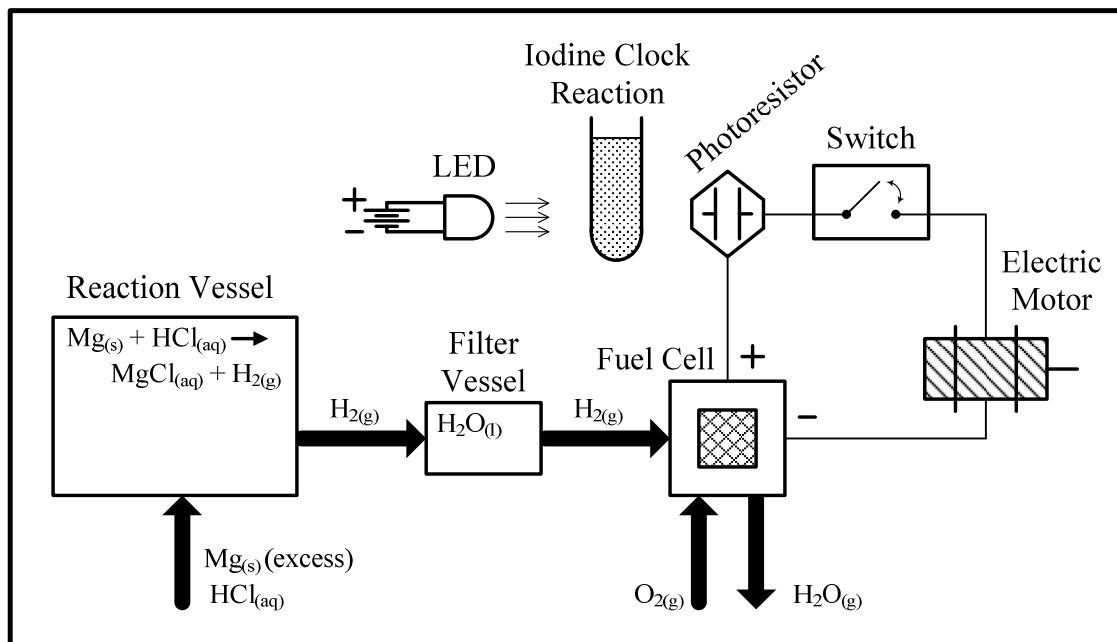 Iodine Clock
Reaction
Photoresistor
Switch
LED
+
-
Electric
Motor
Reaction Vessel
Mg(s) + HCl(aq) →
MgCl(aq) + H2(g)
Filter
Vessel
H2O(l)
Fuel Cell
+
-
H2(g)
H2(g)
Mg(s) (excess)
HCl(aq)
O2(g)
H2O(g)